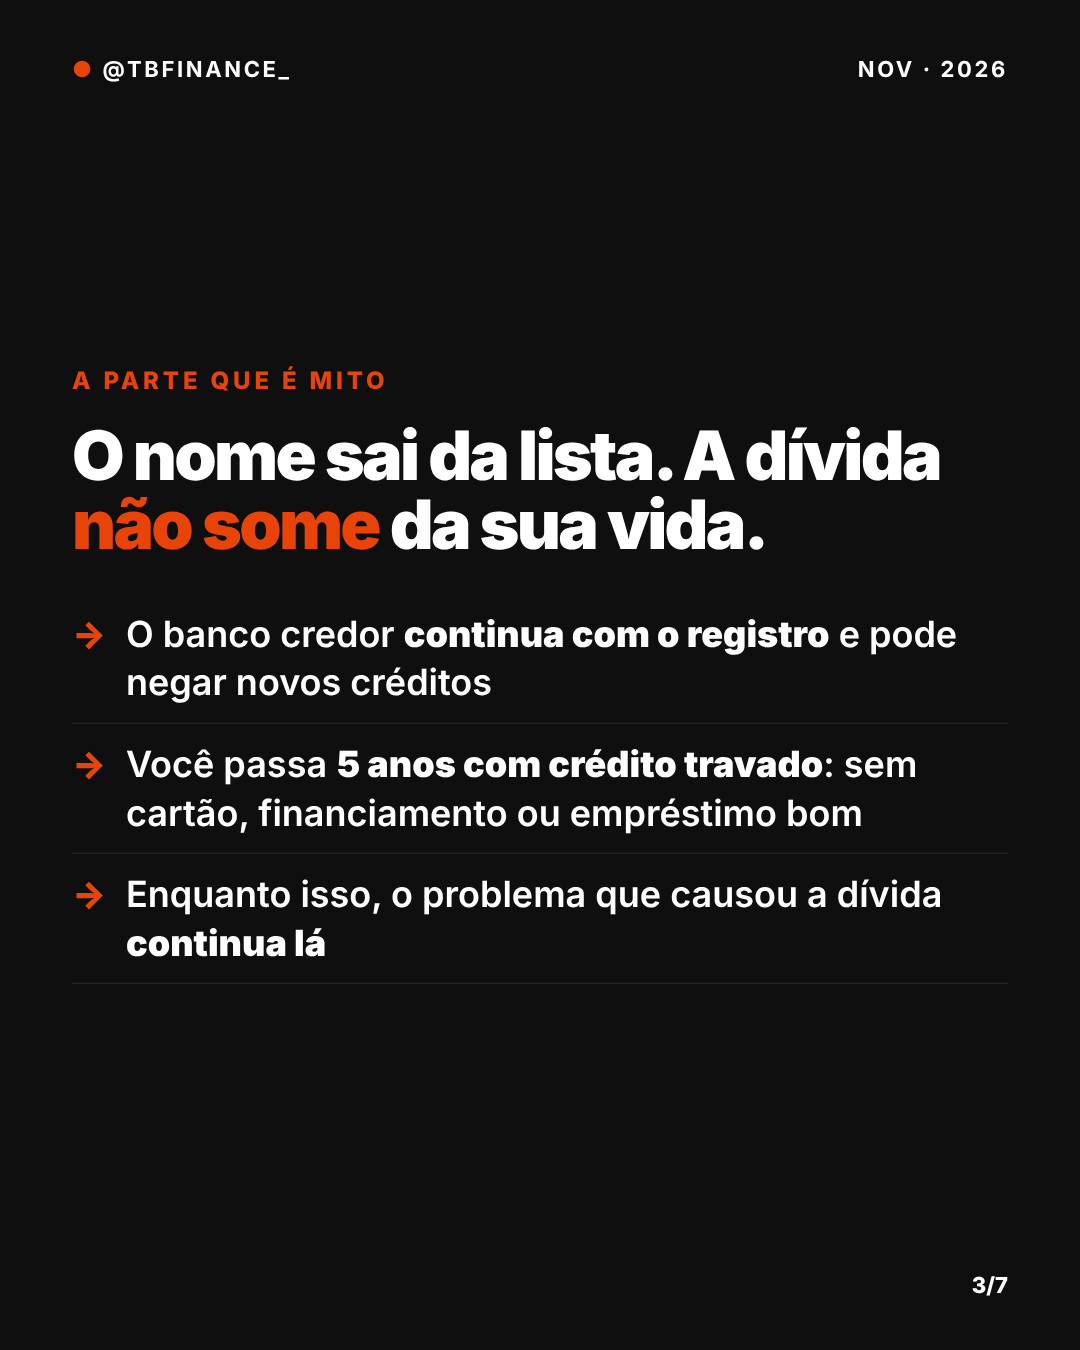 @TBFINANCE_
NOV · 2026
A PARTE QUE É MITO
O nome sai da lista. A dívida
não some da sua vida.
→ O banco credor continua com o registro e pode
negar novos créditos
→ Você passa 5 anos com crédito travado: sem
cartão, financiamento ou empréstimo bom
→ Enquanto isso, o problema que causou a dívida
continua lá
3/7